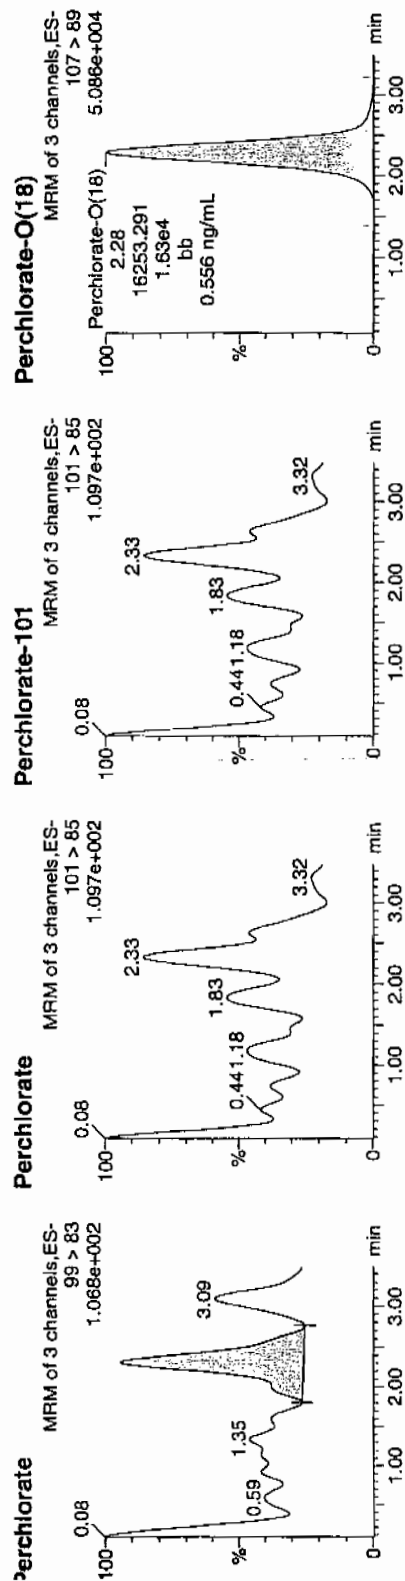 Perchlorate
MRM of 3 channels,ES-
99 > 83
1.068e+002
0.08
100
%
0
0.59
1.35
3.09
1.00
2.00
3.00
min
Perchlorate
MRM of 3 channels,ES-
101 > 85
1.097e+002
0.08
100
%
0
0.44
1.18
1.83
2.33
3.32
1.00
2.00
3.00
min
Perchlorate-101
MRM of 3 channels,ES-
101 > 85
1.097e+002
0.08
100
%
0
0.44
1.18
1.83
2.33
3.32
1.00
2.00
3.00
min
Perchlorate-O(18)
MRM of 3 channels,ES-
107 > 89
5.086e+004
Perchlorate-O(18)
2.28
16253.291
1.63e4
bb
0.556 ng/mL
100
%
0
1.00
2.00
3.00
min